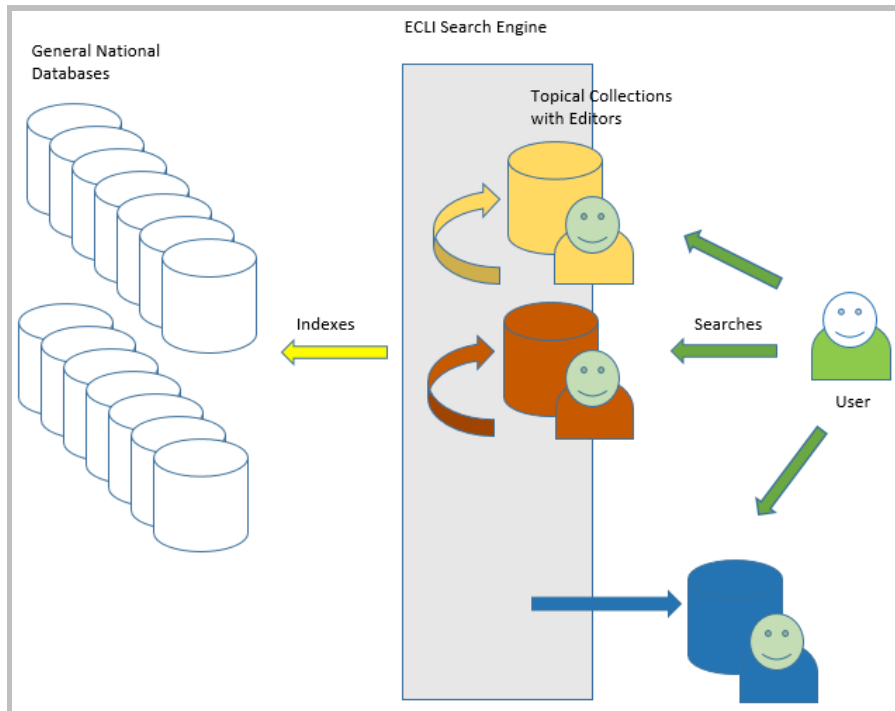 ECLI Search Engine
General National
Databases
Topical Collections
with Editors
Indexes
Searches
User